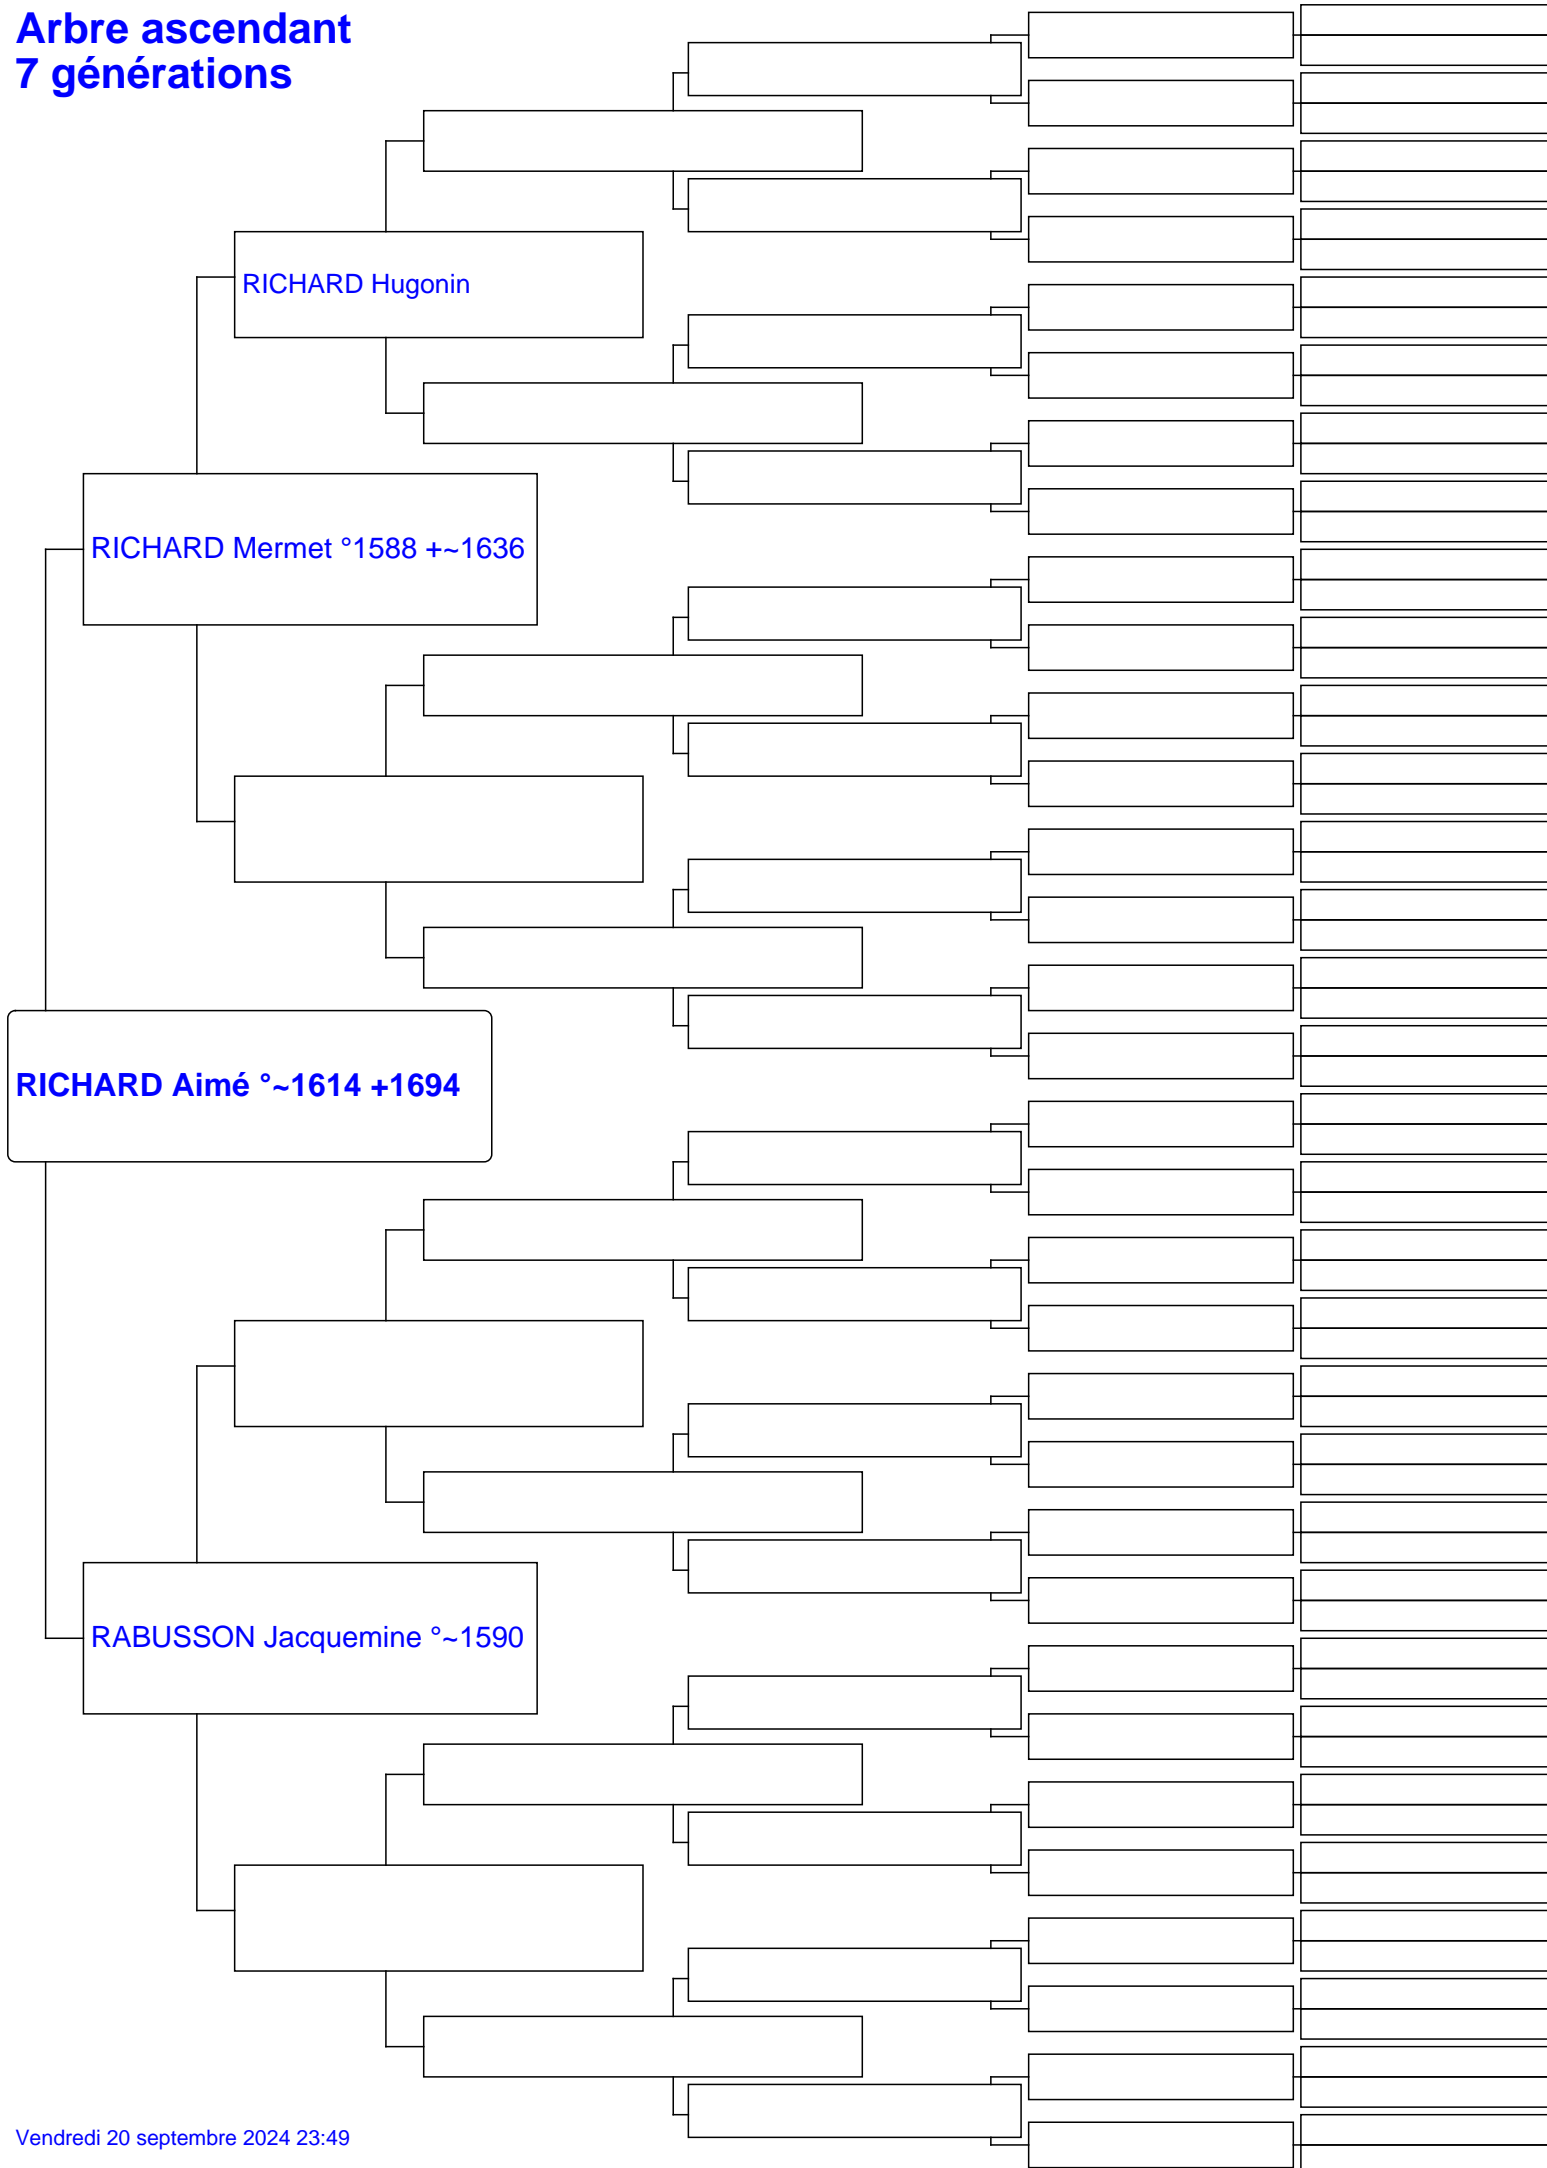 Arbre ascendant
7 générations
RICHARD Hugonin
RICHARD Mermet °1588 +~1636
RICHARD Aimé °~1614 +1694
RABUSSON Jacquemine °~1590
Vendredi 20 septembre 2024 23:49